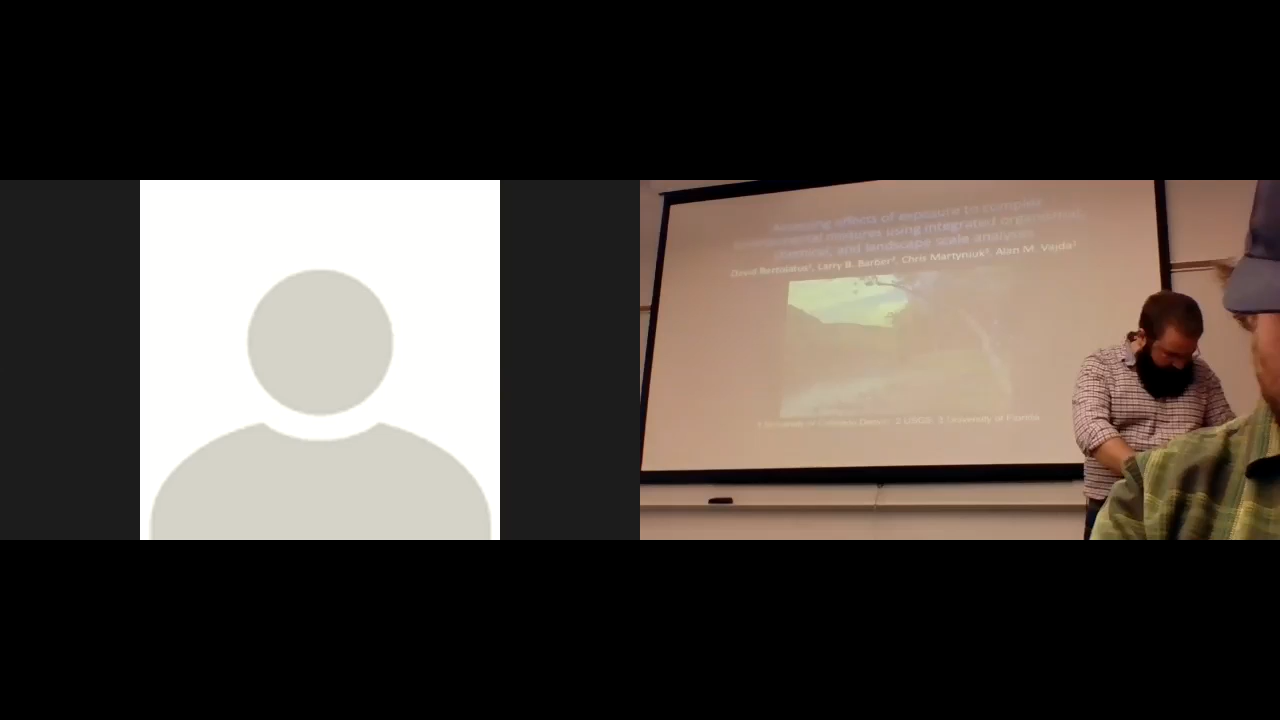 Assessing effects of exposure to complex
environmental mixtures using integrated organismal,
chemical, and landscape scale analyses
David Bertolatus¹, Larry B. Barber², Chris Martyniuk³, Alan M. Vajda¹
1 University of Colorado Denver 2 USGS 3 University of Florida